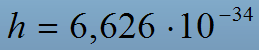 h = 6,626 · 10⁻³⁴